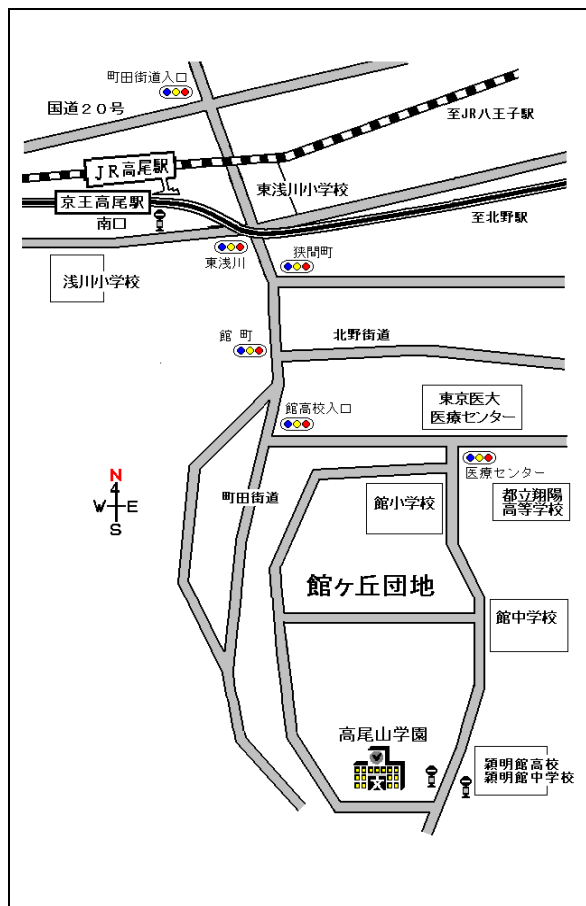 町田街道入口
国道20号
至JR八王子駅
JR高尾駅
東浅川小学校
京王高尾駅
南口
至北野駅
東浅川
狭間町
浅川小学校
館 町
北野街道
東京医大
医療センター
館高校入口
医療センター
町田街道
館小学校
都立翔陽
高等学校
N
W
E
S
館ヶ丘団地
館中学校
高尾山学園
穎明館高校
穎明館中学校